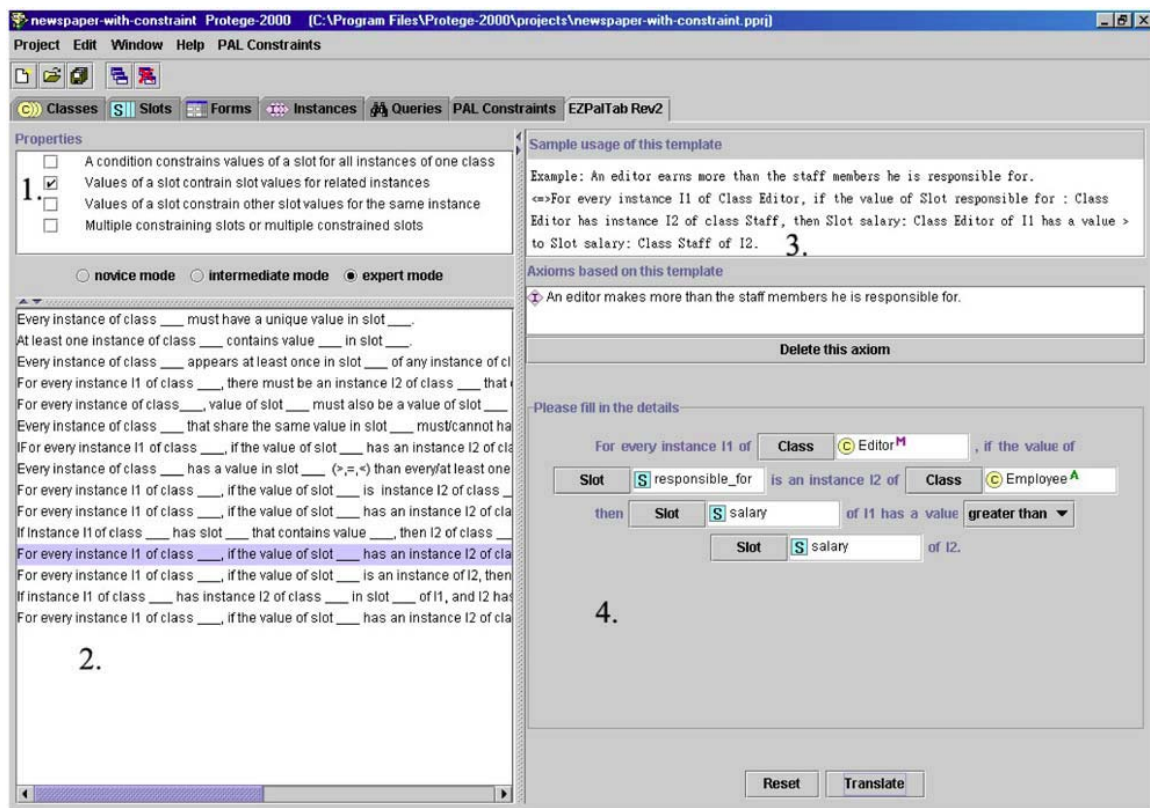 newspaper-with-constraint Protege-2000 (C:\Program Files\Protege-2000\projects\newspaper-with-constraint.pprj)
Project Edit Window Help PAL Constraints
Classes Slots Forms Instances Queries PAL Constraints EZPalTab Rev2
Properties
A condition constrains values of a slot for all instances of one class
1. Values of a slot contrain slot values for related instances
Values of a slot constrain other slot values for the same instance
Multiple constraining slots or multiple constrained slots
novice mode intermediate mode expert mode
Every instance of class ___ must have a unique value in slot ___.
At least one instance of class ___ contains value ___ in slot ___.
Every instance of class ___ appears at least once in slot ___ of any instance of cl
For every instance I1 of class ___, there must be an instance I2 of class ___ that
For every instance of class___, value of slot ___ must also be a value of slot ___
Every instance of class ___ that share the same value in slot ___ must/cannot ha
IFor every instance I1 of class ___, if the value of slot ___ has an instance I2 of cla
Every instance of class ___ has a value in slot ___ (>,=,<) than every/at least one
For every instance I1 of class ___, if the value of slot ___ is instance I2 of class _
For every instance I1 of class ___, if the value of slot ___ has an instance I2 of cla
If Instance I1 of class ___ has slot ___ that contains value ___, then I2 of class ___
For every instance I1 of class ___, if the value of slot ___ has an instance I2 of cla
For every instance I1 of class ___, if the value of slot ___ is an instance of I2, then
If instance I1 of class ___ has instance I2 of class ___ in slot ___ of I1, and I2 has
For every instance I1 of class ___, if the value of slot ___ has an instance I2 of cla
2.
Sample usage of this template
Example: An editor earns more than the staff members he is responsible for.
<=>For every instance I1 of Class Editor, if the value of Slot responsible for : Class
Editor has instance I2 of class Staff, then Slot salary: Class Editor of I1 has a value >
to Slot salary: Class Staff of I2.
3.
Axioms based on this template
An editor makes more than the staff members he is responsible for.
Delete this axiom
Please fill in the details
For every instance I1 of Class C Editor M , if the value of
Slot S responsible_for is an instance I2 of Class C Employee A
then Slot S salary of I1 has a value greater than
Slot S salary of I2.
4.
Reset Translate